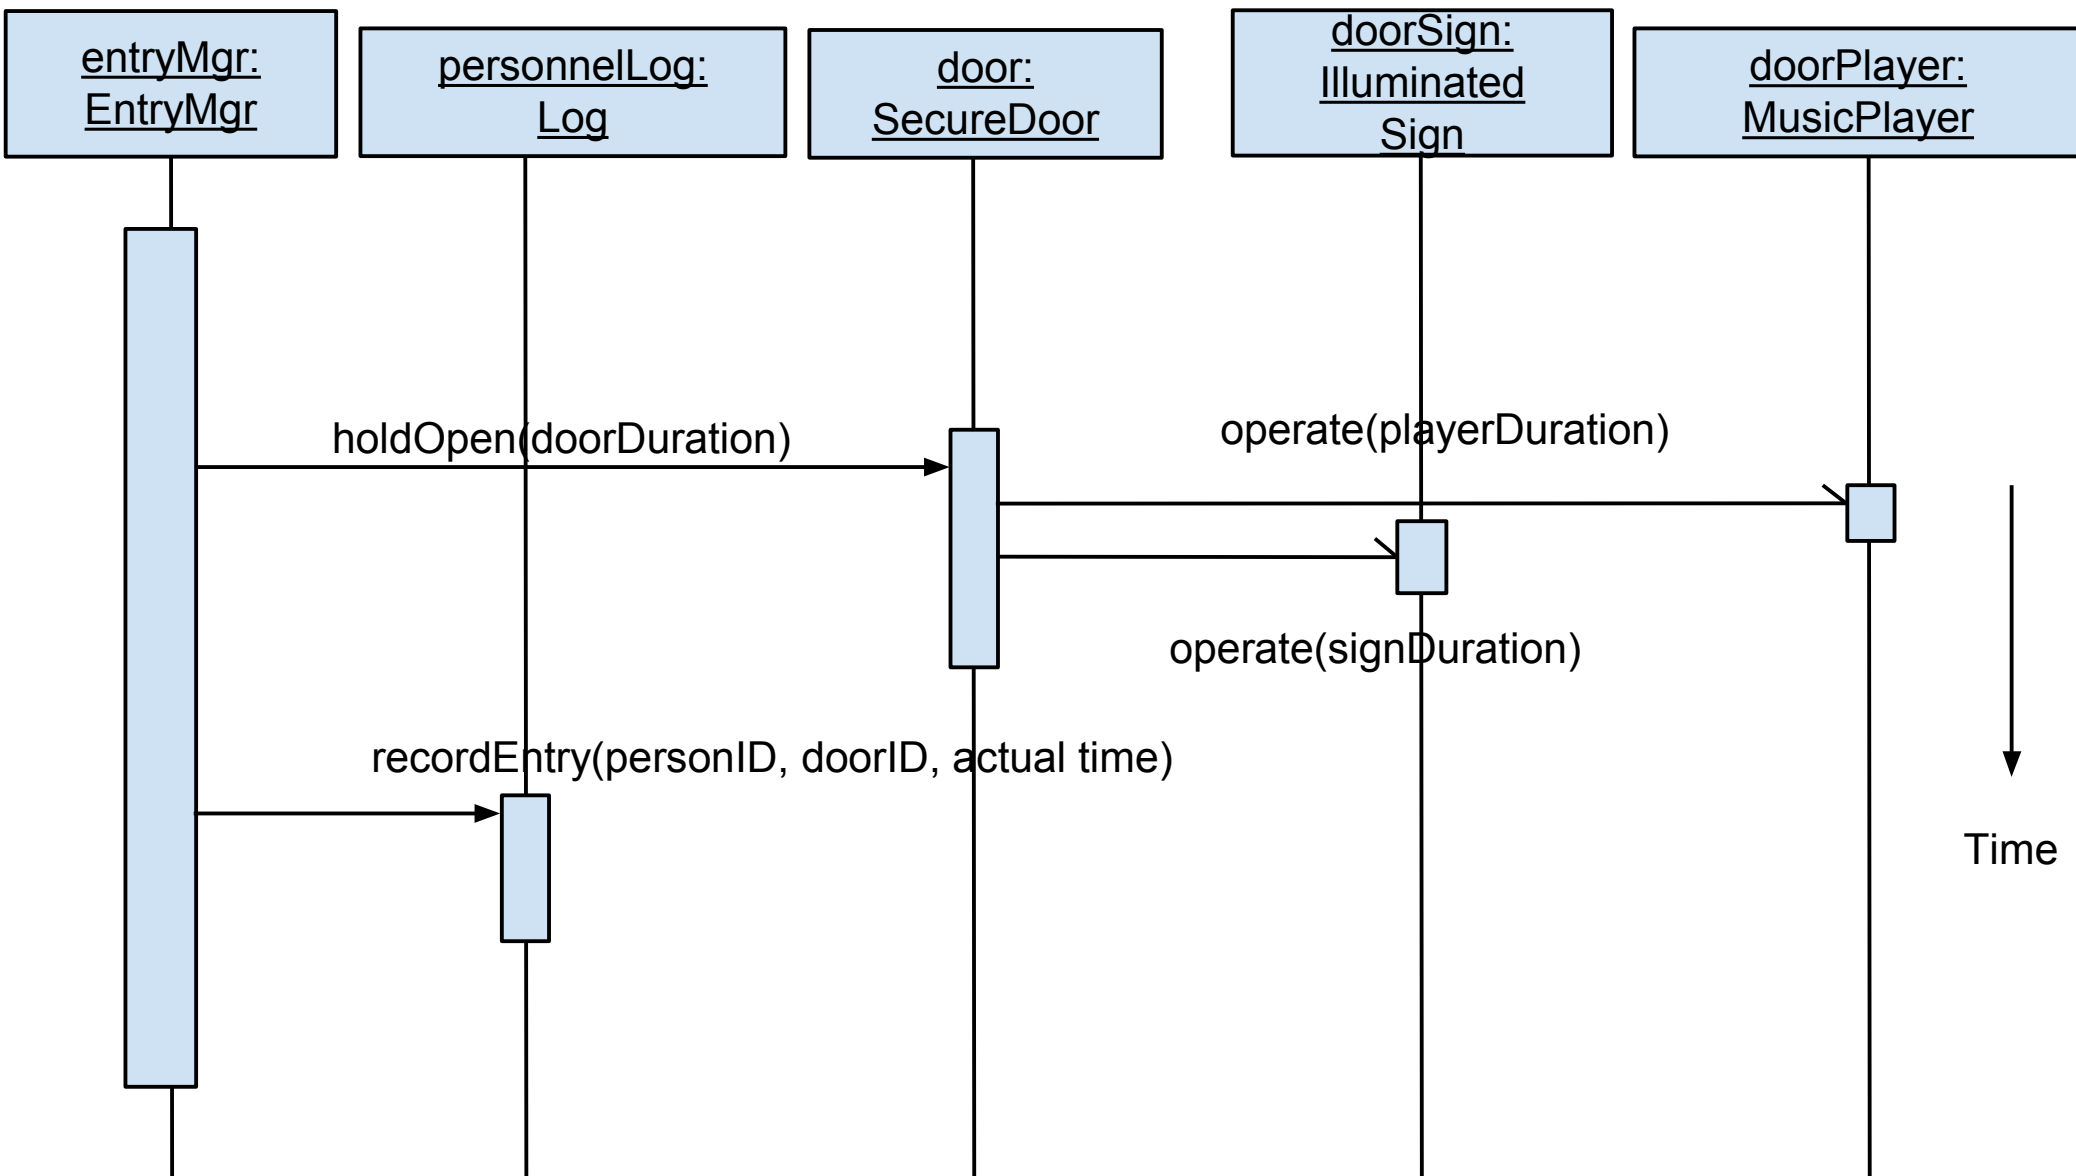 entryMgr:
EntryMgr
personnelLog:
Log
door:
SecureDoor
doorSign:
Illuminated
Sign
doorPlayer:
MusicPlayer
holdOpen(doorDuration)
operate(playerDuration)
operate(signDuration)
recordEntry(personID, doorID, actual time)
Time